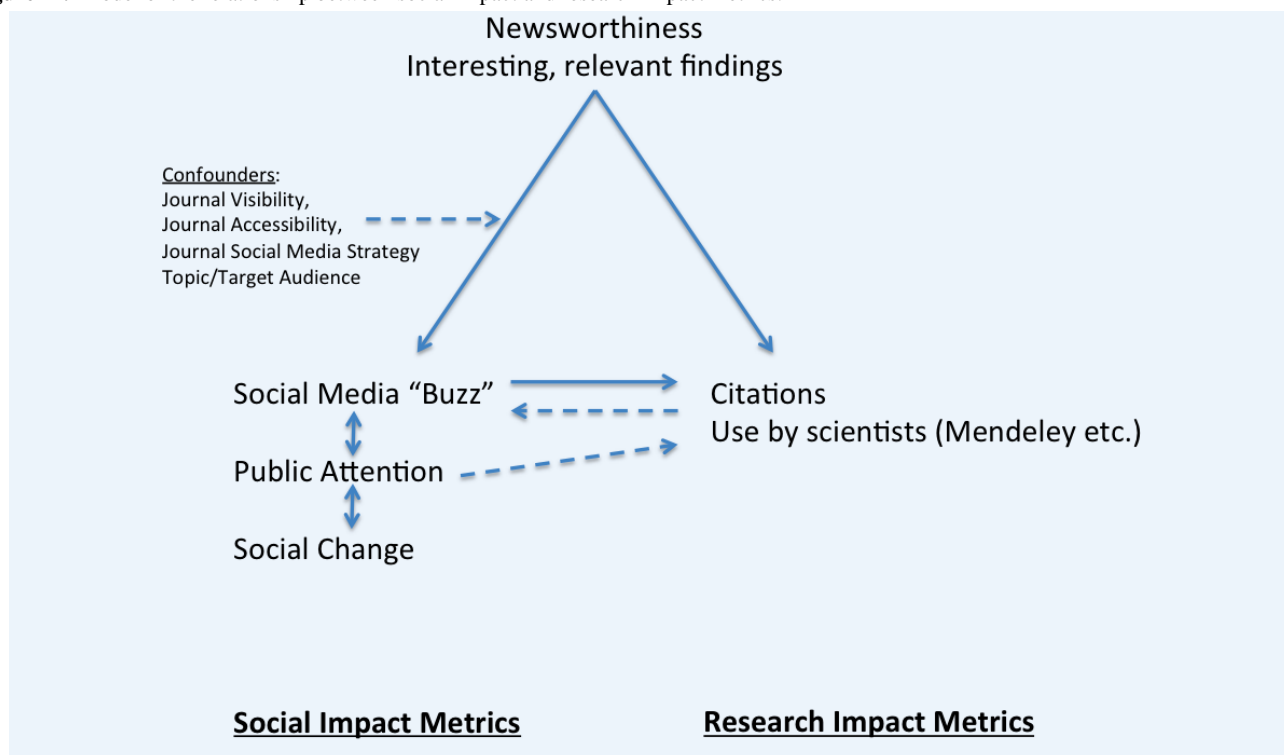 Newsworthiness
Interesting, relevant findings
Confounders:
Journal Visibility,
Journal Accessibility,
Journal Social Media Strategy
Topic/Target Audience
Social Media “Buzz”
Public Attention
Social Change
Citations
Use by scientists (Mendeley etc.)
Social Impact Metrics
Research Impact Metrics